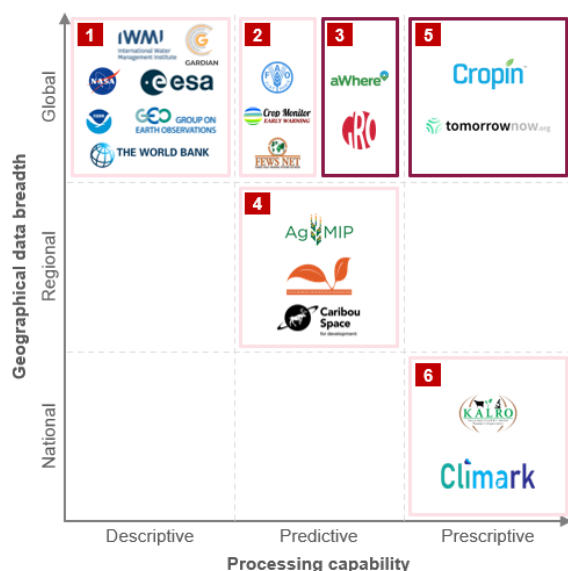 1
IWMI
International Water
Management Institute
GARDIAN
NASA
esa
GEO GROUP ON
EARTH OBSERVATIONS
THE WORLD BANK
2
FAO
Crop Monitor
EARLY WARNING
FEWS NET
3
aWhere
GRO
5
Cropin
tomorrownow.org
4
AgMIP
Caribou
Space
for development
6
KALRO
Climark
Geographical data breadth
Global
Regional
National
Descriptive
Predictive
Prescriptive
Processing capability